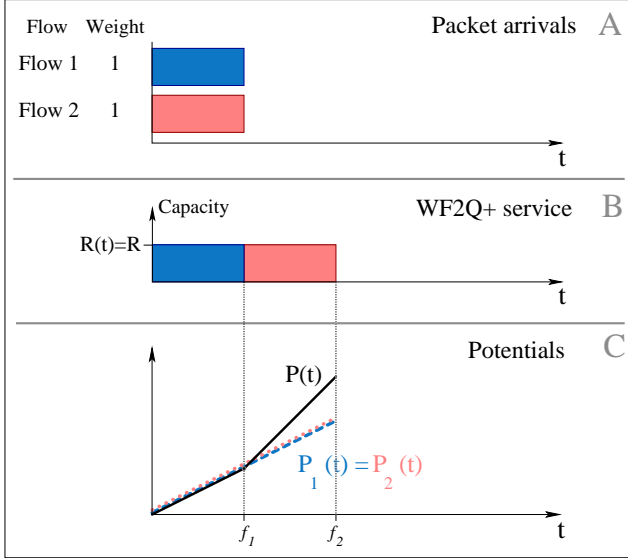 Flow Weight Packet arrivals A
Flow 1 1
Flow 2 1
t
Capacity WF2Q+ service B
R(t)=R
t
Potentials C
P(t)
P1(t)=P2(t)
f1 f2 t